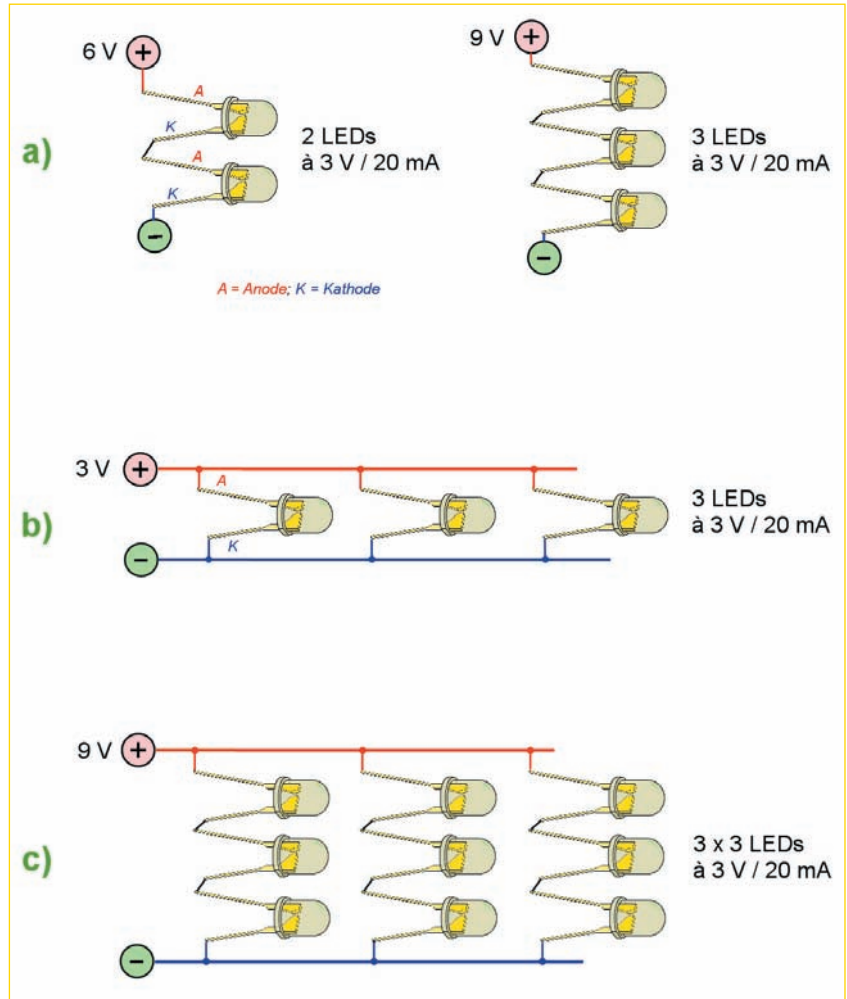 6 V +
A
K
A
K
−
2 LEDs
à 3 V / 20 mA
9 V +
−
3 LEDs
à 3 V / 20 mA
a)
A = Anode; K = Kathode
3 V +
A
K
−
b)
3 LEDs
à 3 V / 20 mA
9 V +
−
c)
3 x 3 LEDs
à 3 V / 20 mA